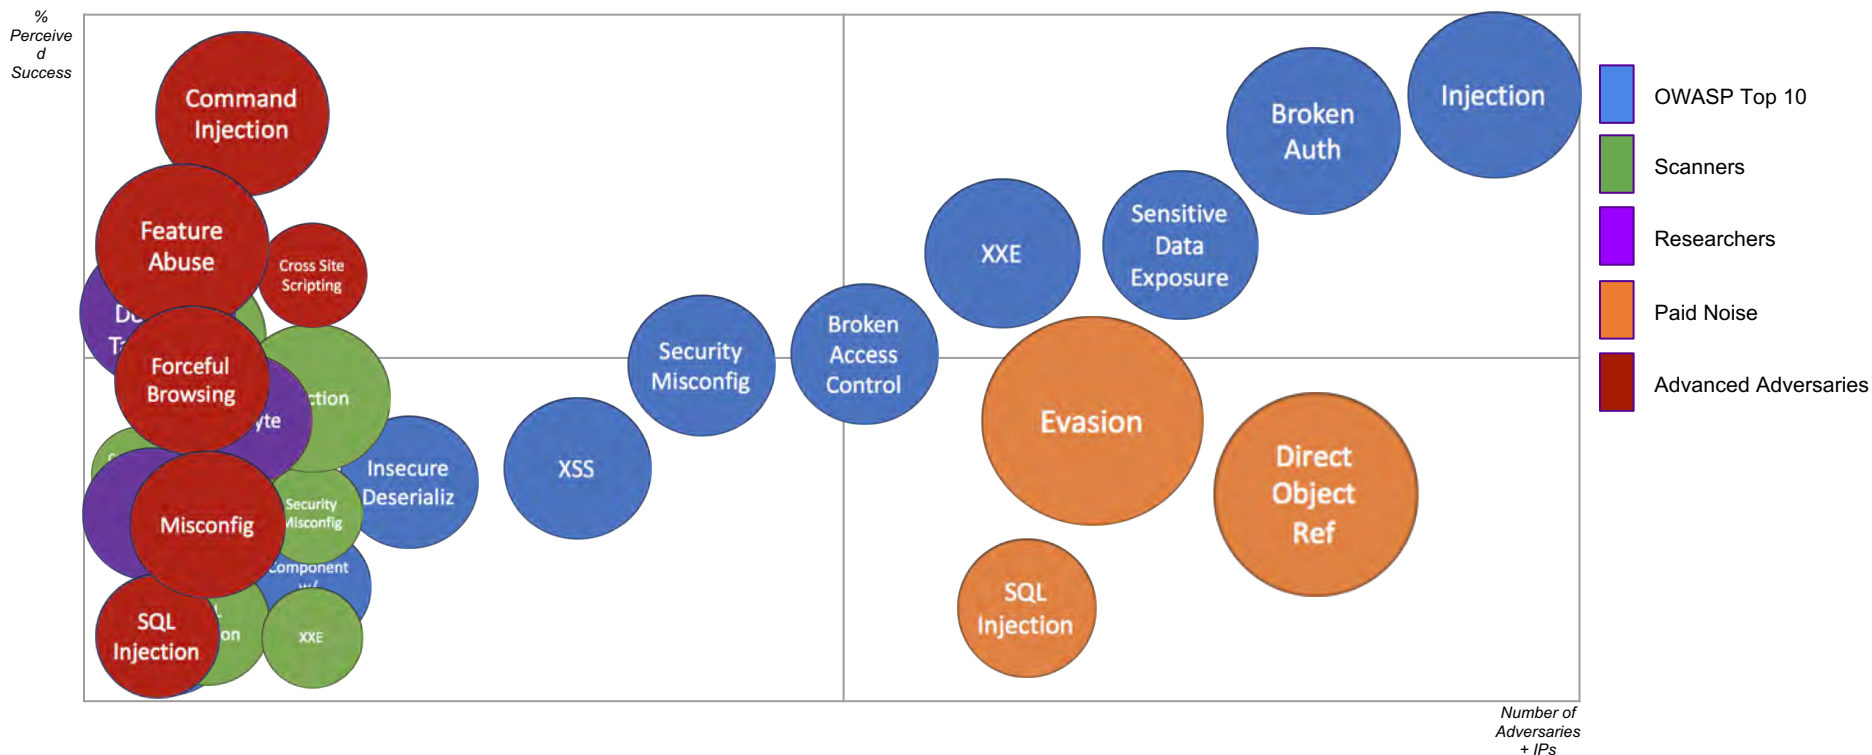 %
Perceive
d
Success
Command
Injection
Feature
Abuse
Cross Site
Scripting
Forceful
Browsing
Misconfig
SQL
Injection
Security
Misconfig
XXE
Component
w/
Insecure
Deserializ
XSS
Security
Misconfig
Broken
Access
Control
XXE
Sensitive
Data
Exposure
Broken
Auth
Injection
Evasion
Direct
Object
Ref
SQL
Injection
OWASP Top 10
Scanners
Researchers
Paid Noise
Advanced Adversaries
Number of
Adversaries
+ IPs